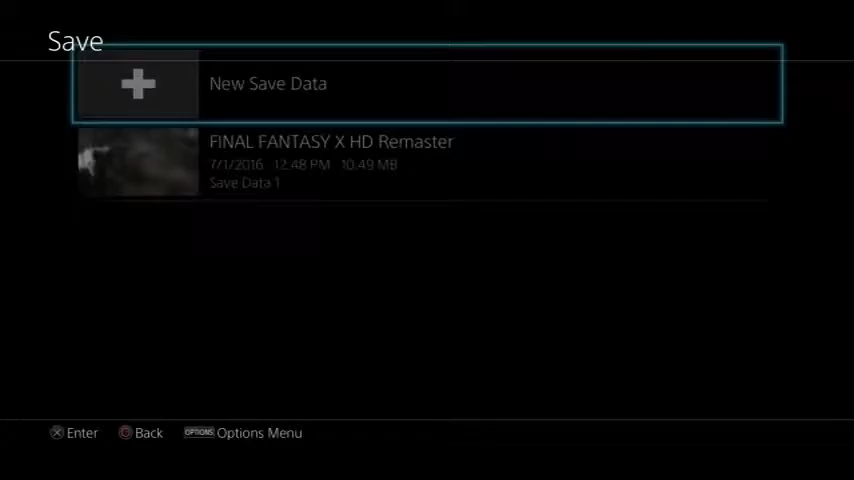 Save
New Save Data
FINAL FANTASY X HD Remaster
7/1/2016 12:48 PM 10.49 MB
Save Data 1
Enter Back OPTIONS Options Menu